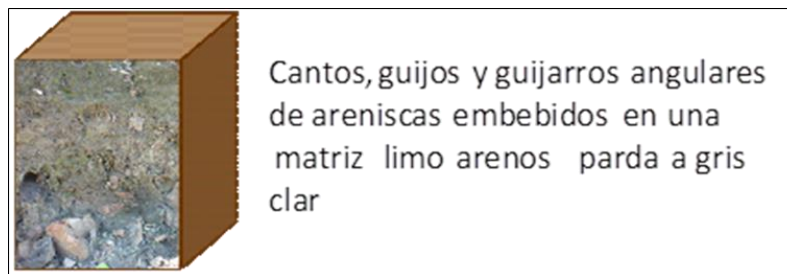 Cantos, guijos y guijarros angulares
de areniscas embebidos en una
matriz limo arenos parda a gris
clar